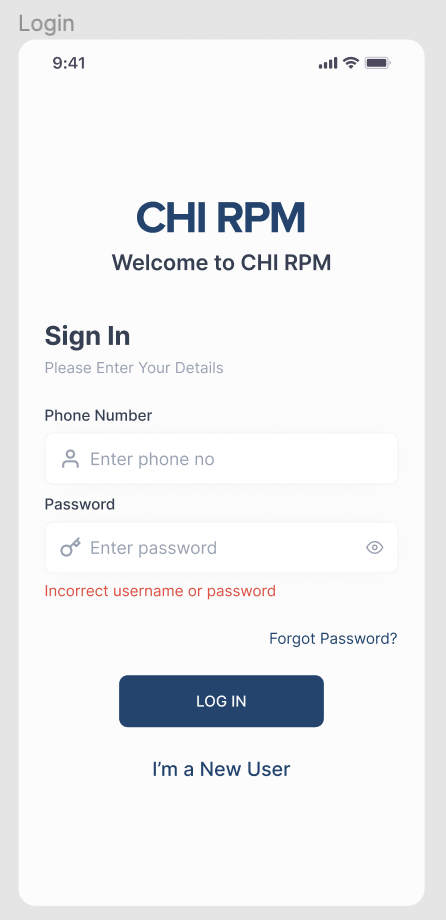 Login
9:41
CHI RPM
Welcome to CHI RPM
Sign In
Please Enter Your Details
Phone Number
Enter phone no
Password
Enter password
Incorrect username or password
Forgot Password?
LOG IN
I’m a New User